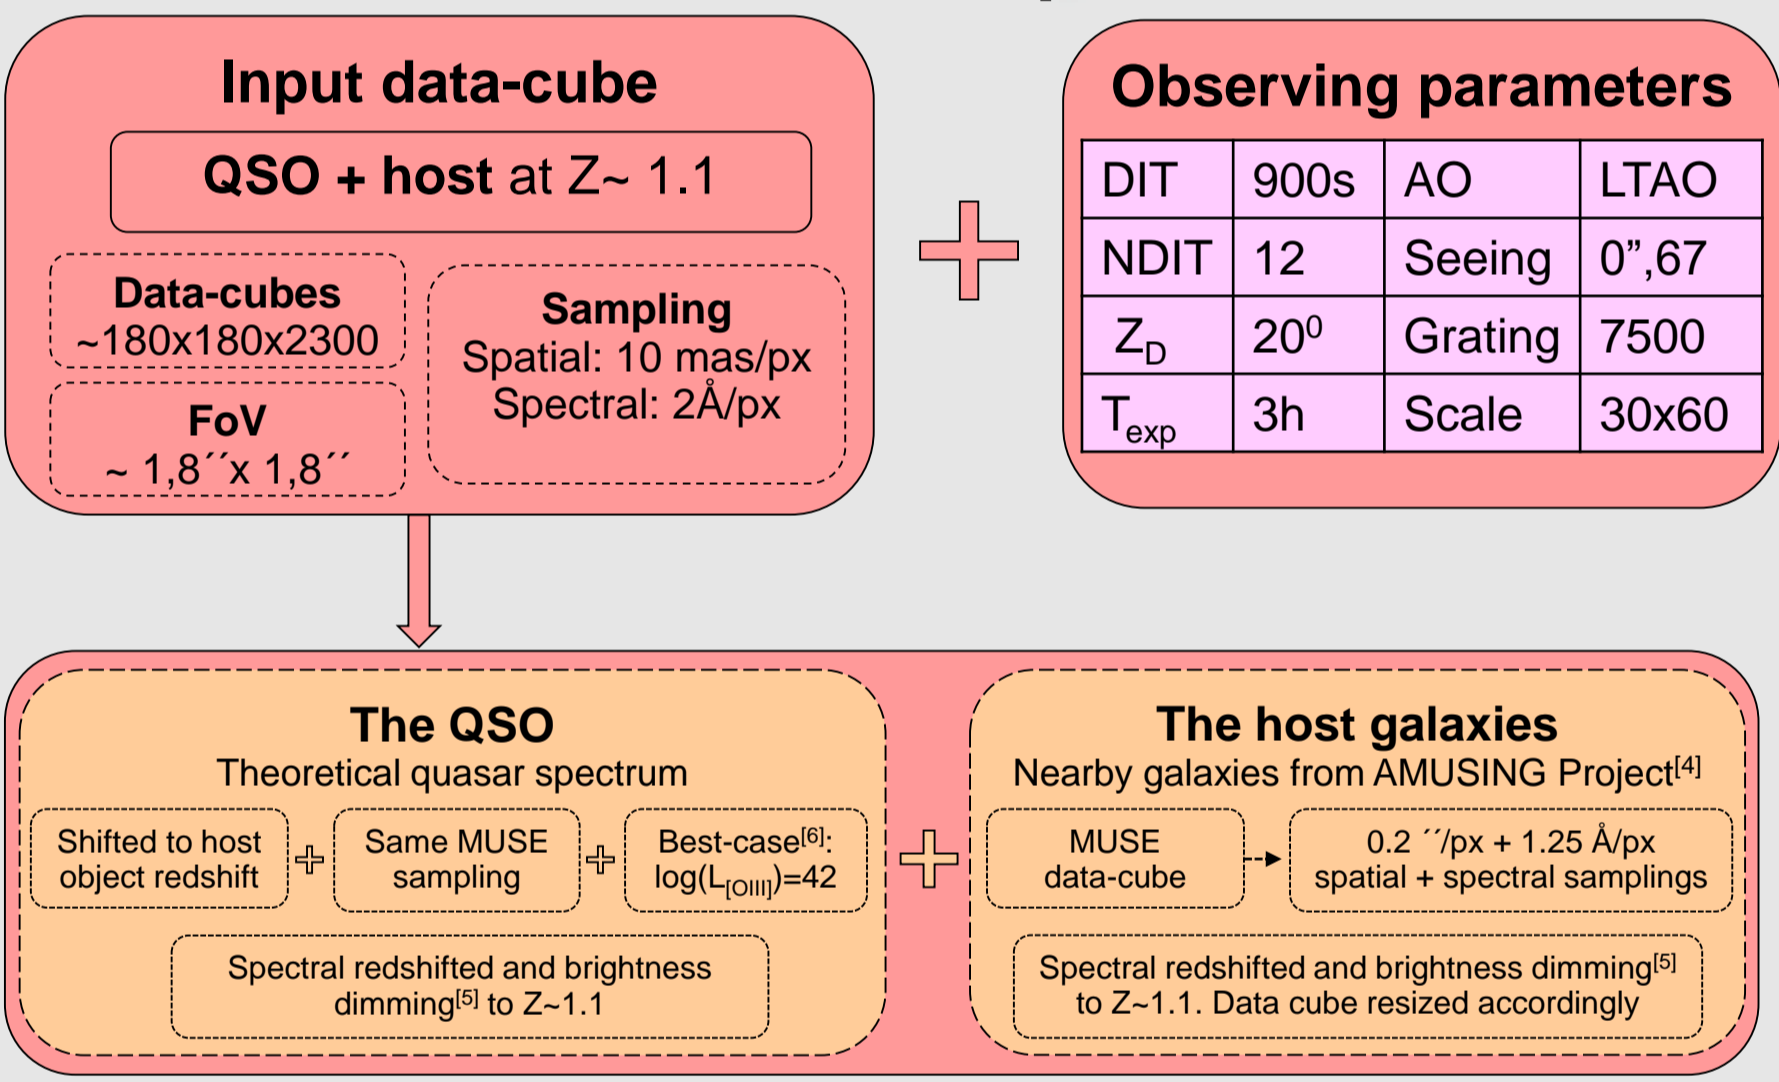 Input data-cube
QSO + host at Z~ 1.1
Data-cubes
~180x180x2300
FoV
~ 1,8´´x 1,8´´
Sampling
Spatial: 10 mas/px
Spectral: 2Å/px
Observing parameters
DIT 900s AO LTAO
NDIT 12 Seeing 0”,67
Z_D 20⁰ Grating 7500
T_exp 3h Scale 30x60
The QSO
Theoretical quasar spectrum
Shifted to host
object redshift
Same MUSE
sampling
Best-case[6]:
log(L[OIII])=42
Spectral redshifted and brightness
dimming[5] to Z~1.1
The host galaxies
Nearby galaxies from AMUSING Project[4]
MUSE
data-cube
0.2 ´´/px + 1.25 Å/px
spatial + spectral samplings
Spectral redshifted and brightness dimming[5]
to Z~1.1. Data cube resized accordingly